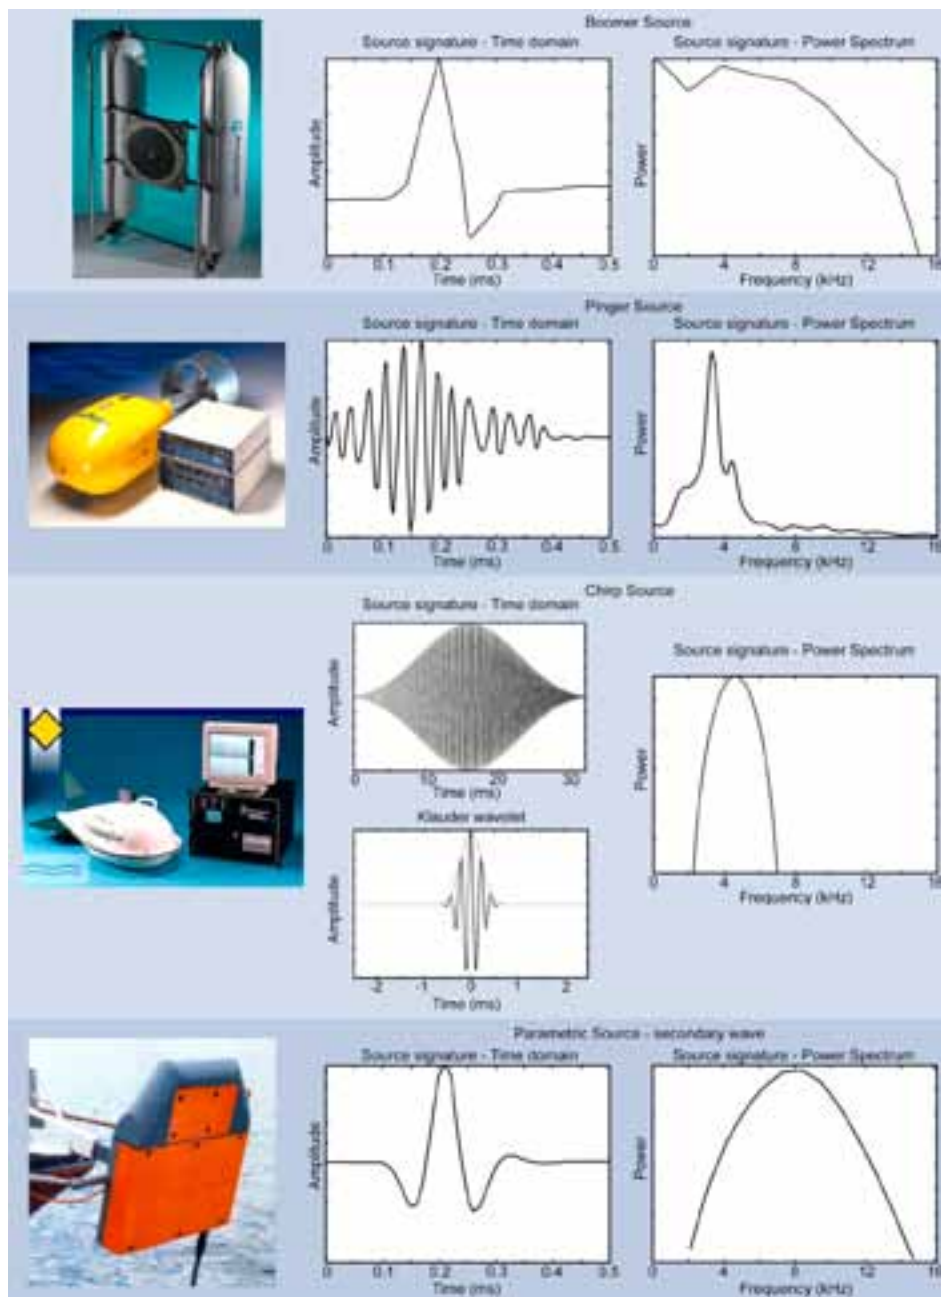 Boomer Source
Source signature - Time domain
Source signature - Power Spectrum
Amplitude
Power
0 0.1 0.2 0.3 0.4 0.5
0 4 8 12 16
Time (ms)
Frequency (kHz)
Pinger Source
Source signature - Time domain
Source signature - Power Spectrum
Amplitude
Power
0 0.1 0.2 0.3 0.4 0.5
0 4 8 12 16
Time (ms)
Frequency (kHz)
Chirp Source
Source signature - Time domain
Amplitude
0 10 20 30
Time (ms)
Source signature - Power Spectrum
Power
0 4 8 12 16
Frequency (kHz)
Klauder wavelet
Amplitude
-2 -1 0 1 2
Time (ms)
Parametric Source - secondary wave
Source signature - Time domain
Source signature - Power Spectrum
Amplitude
Power
0 0.1 0.2 0.3 0.4 0.5
0 4 8 12 16
Time (ms)
Frequency (kHz)